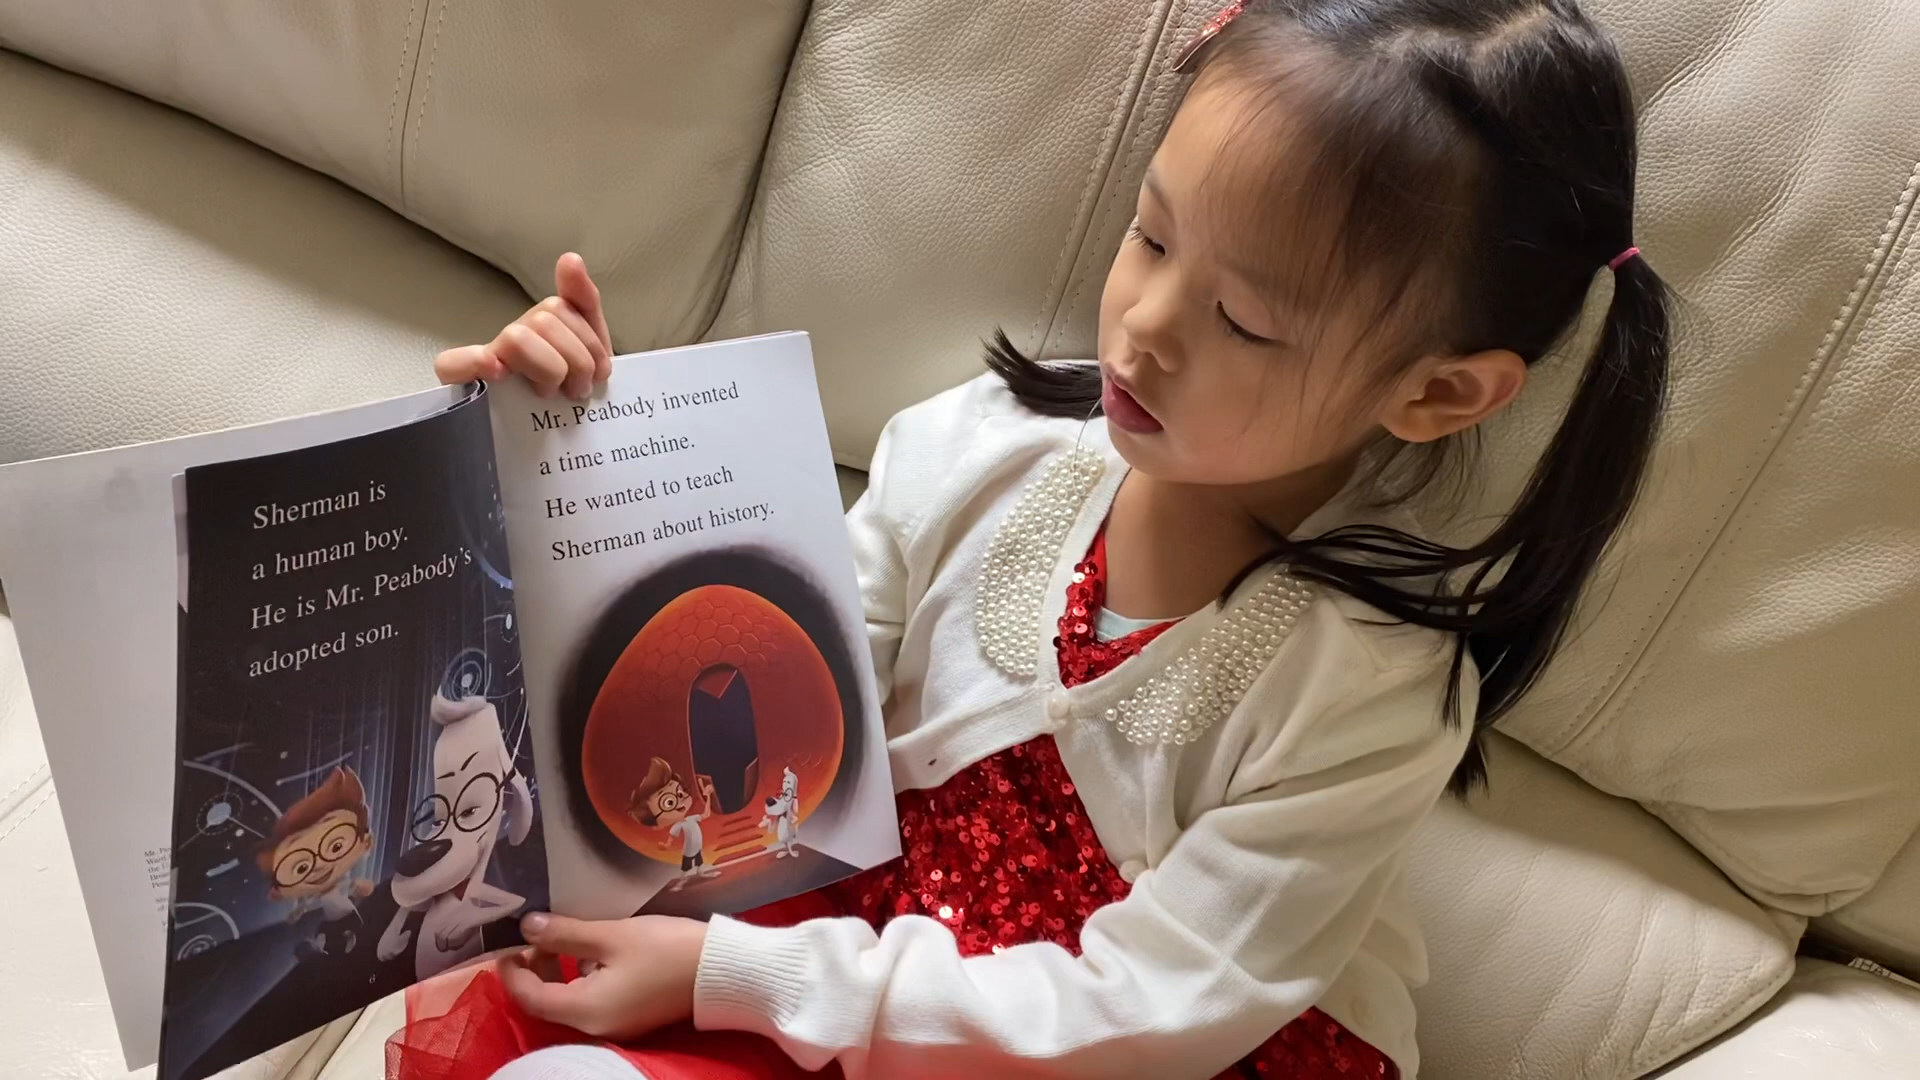 Sherman is
a human boy.
He is Mr. Peabody's
adopted son.
6
Mr. Peabody invented
a time machine.
He wanted to teach
Sherman about history.